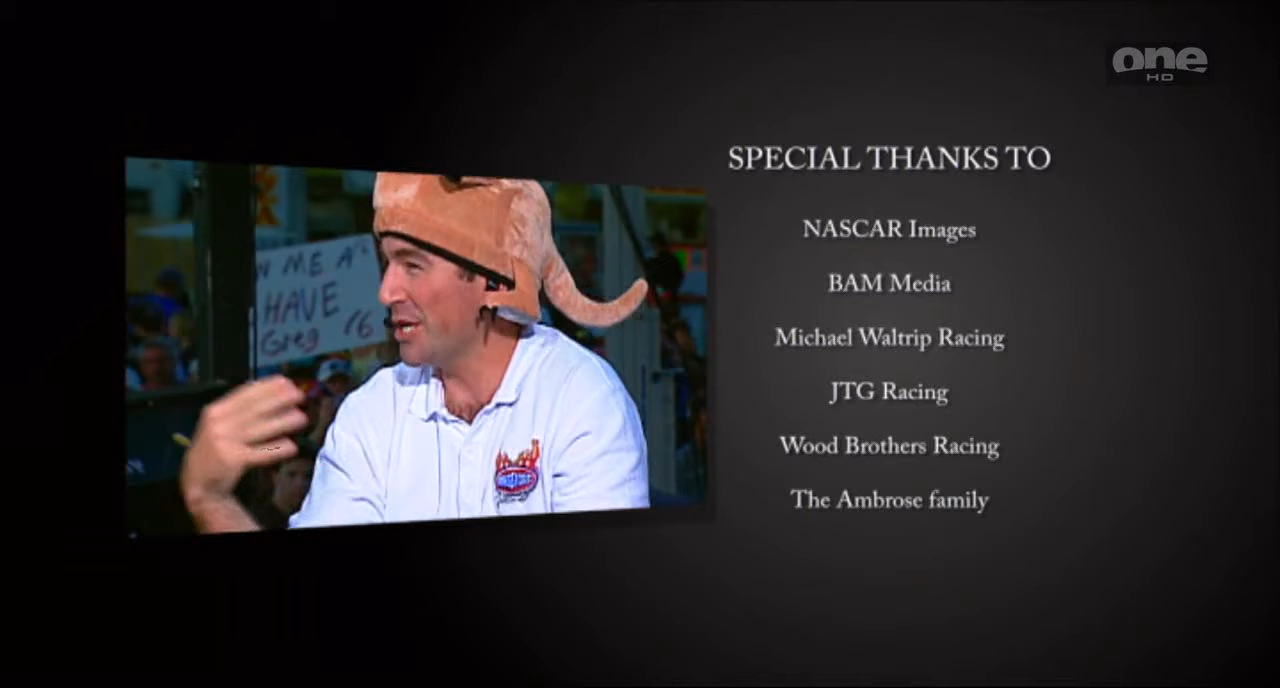 one
HD
SPECIAL THANKS TO
NASCAR Images
BAM Media
Michael Waltrip Racing
JTG Racing
Wood Brothers Racing
The Ambrose family
ME A
HAVE
Greg 16